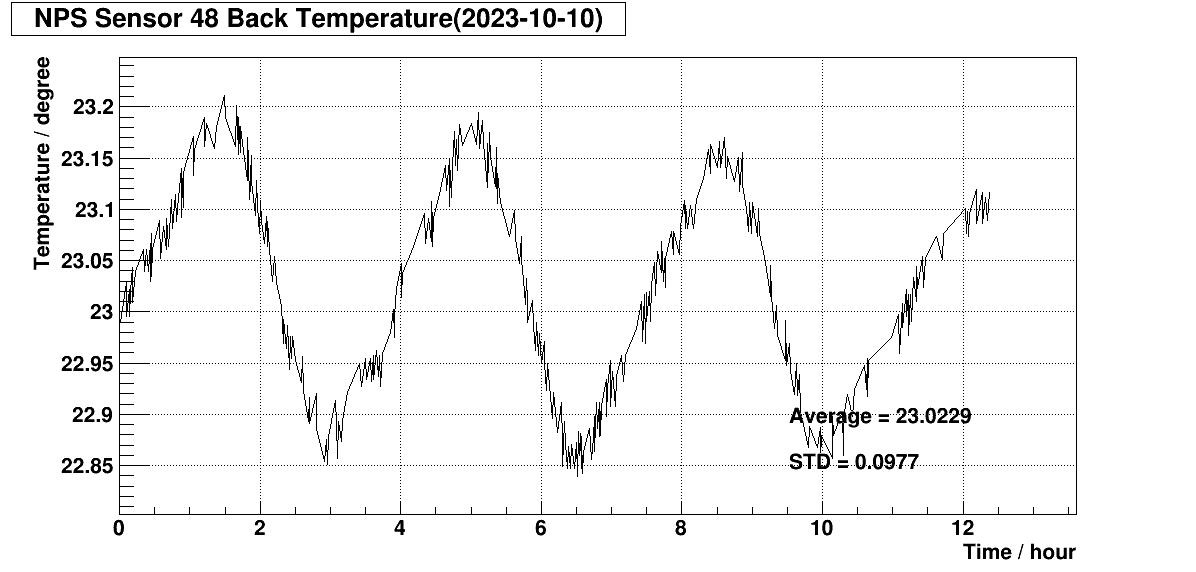 NPS Sensor 48 Back Temperature(2023-10-10)
Temperature / degree
23.2
23.15
23.1
23.05
23
22.95
22.9
22.85
Average = 23.0229
STD = 0.0977
0 2 4 6 8 10 12
Time / hour